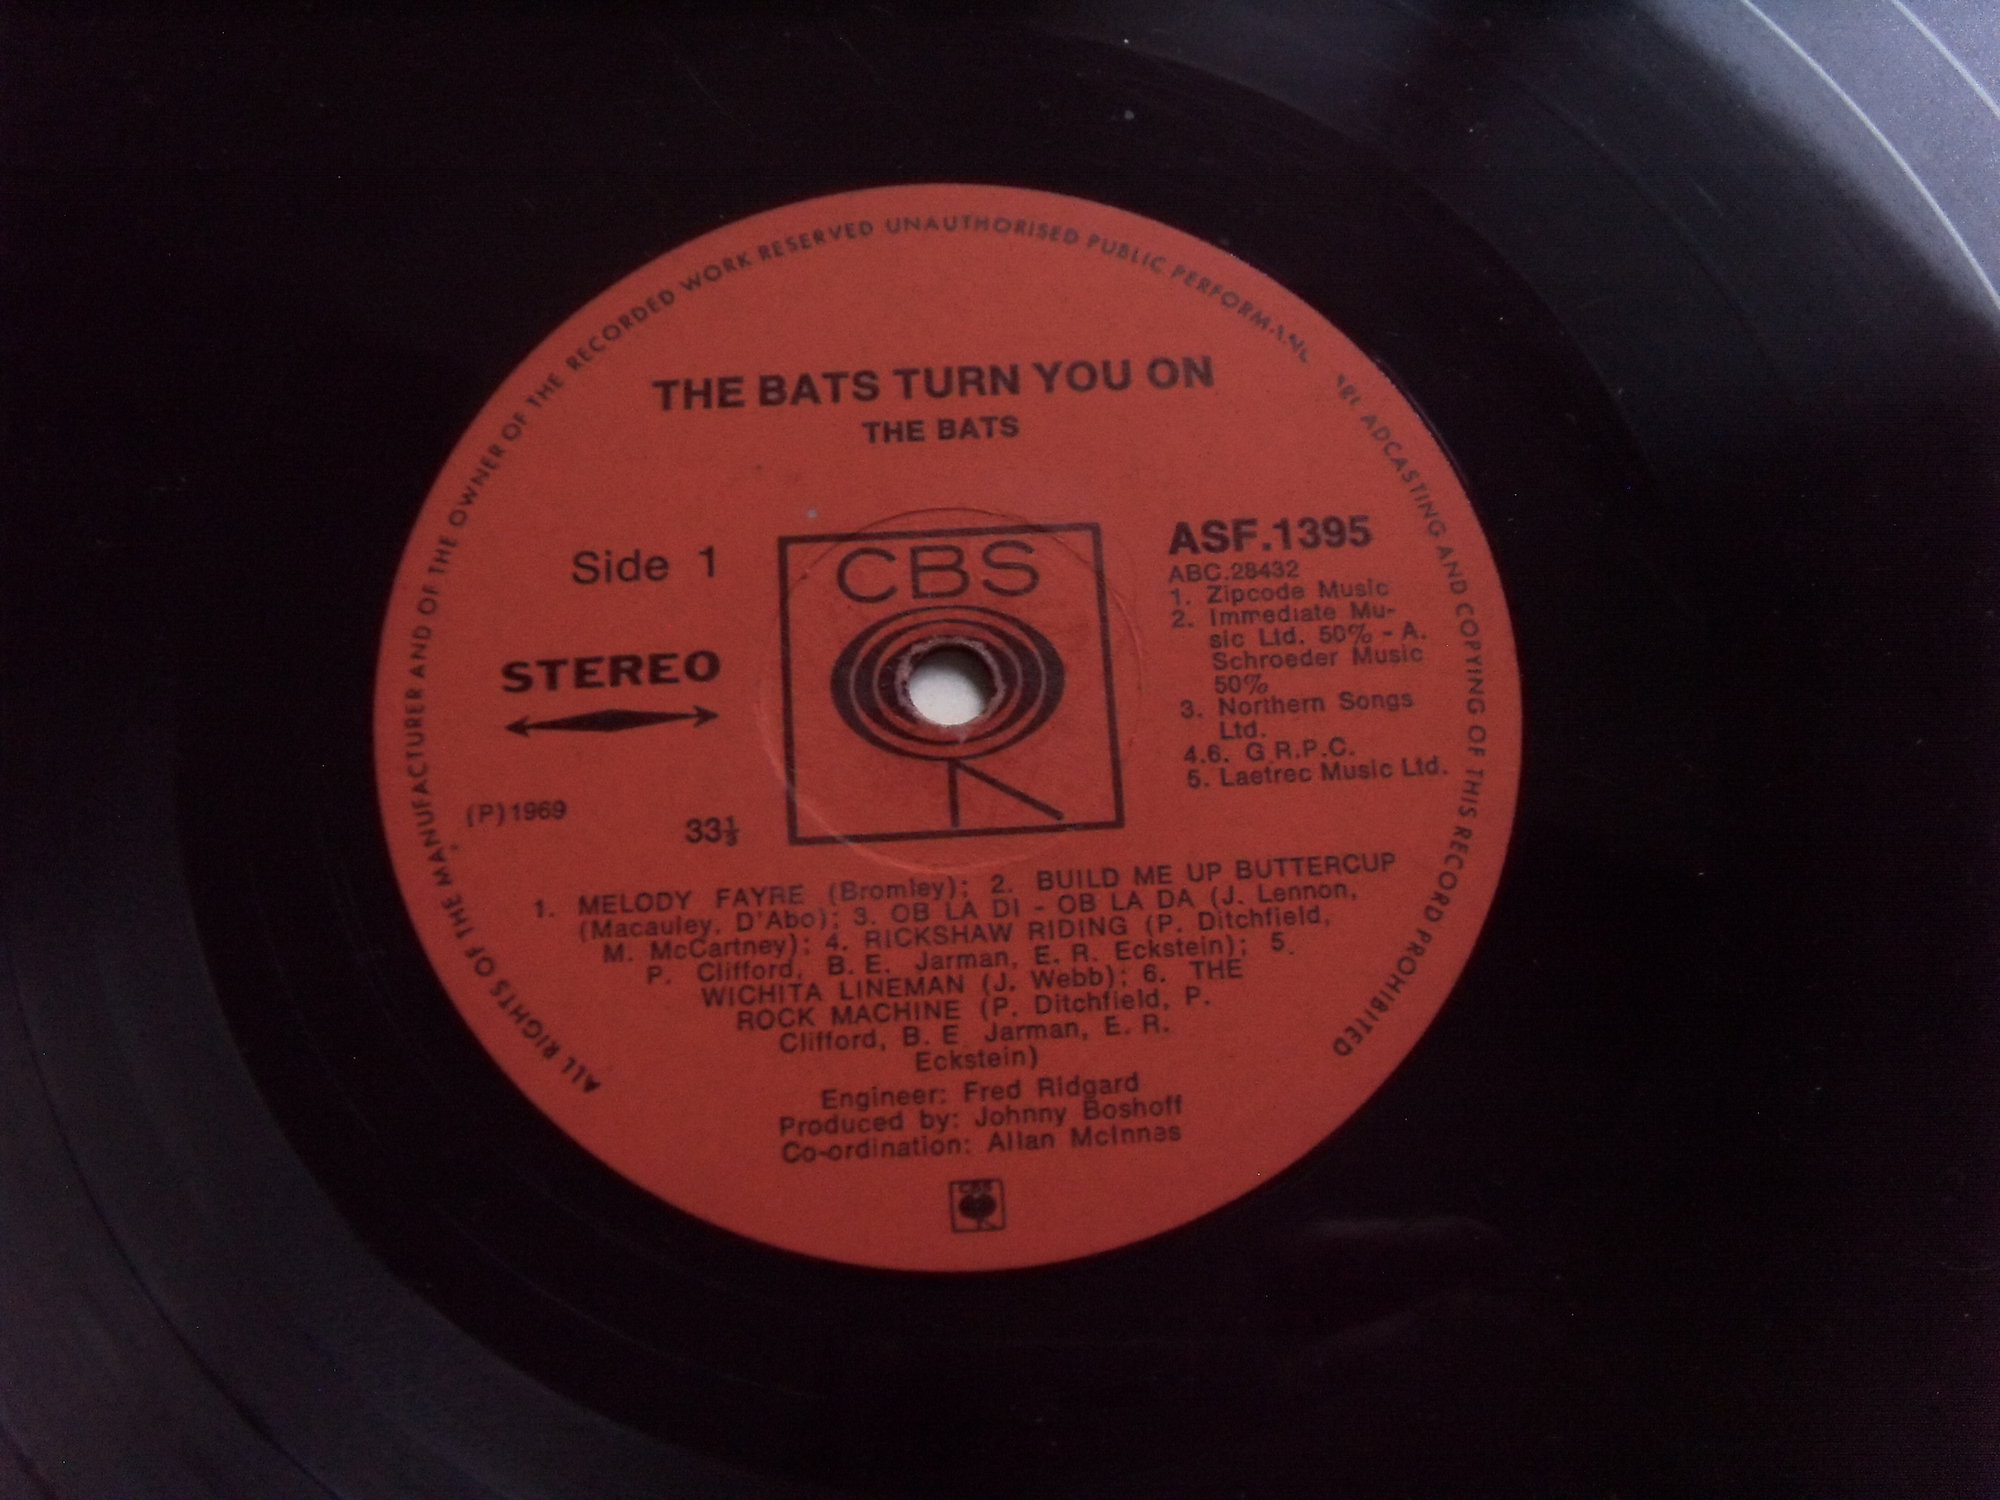 ALL RIGHTS OF THE MANUFACTURER AND OF THE OWNER OF THE RECORDED WORK RESERVED UNAUTHORISED PUBLIC PERFORMANC ADCASTING AND COPYING OF THIS RECORD PROHIBITED
THE BATS TURN YOU ON
THE BATS
Side 1
STEREO
(P)1969
33⅓
CBS
ASF.1395
ABC.28432
1. Zipcode Music
2. Immediate Mu-
sic Ltd. 50% - A.
Schroeder Music
50%
3. Northern Songs
Ltd.
4.6. G R.P.C.
5. Laetrec Music Ltd.
1. MELODY FAYRE (Bromley); 2. BUILD ME UP BUTTERCUP
(Macauley, D'Abo); 3. OB LA DI - OB LA DA (J. Lennon,
M. McCartney); 4. RICKSHAW RIDING (P. Ditchfield,
P. Clifford, B. E. Jarman, E. R. Eckstein); 5.
WICHITA LINEMAN (J. Webb); 6. THE
ROCK MACHINE (P. Ditchfield, P.
Clifford, B. E Jarman, E. R.
Eckstein)
Engineer: Fred Ridgard
Produced by: Johnny Boshoff
Co-ordination: Allan McInnes
CBS